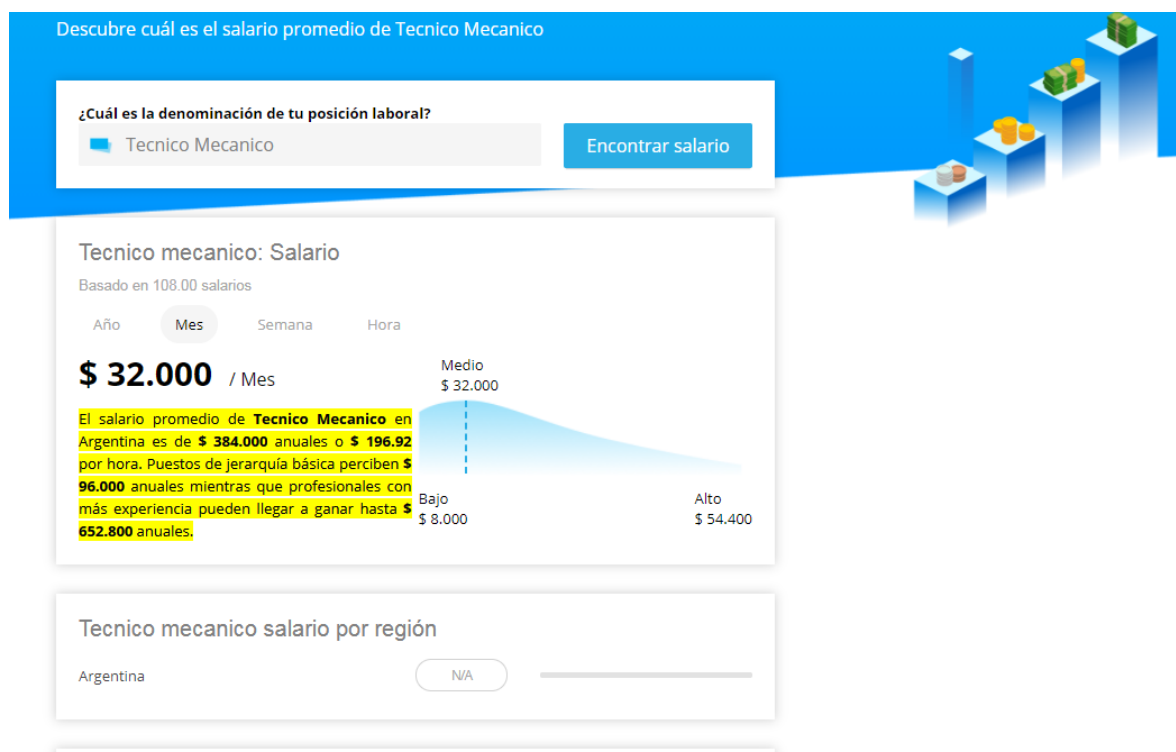 Descubre cuál es el salario promedio de Tecnico Mecanico
¿Cuál es la denominación de tu posición laboral?
Tecnico Mecanico
Encontrar salario
Tecnico mecanico: Salario
Basado en 108.00 salarios
Año Mes Semana Hora
$ 32.000 / Mes
El salario promedio de Tecnico Mecanico en
Argentina es de $ 384.000 anuales o $ 196.92
por hora. Puestos de jerarquía básica perciben $
96.000 anuales mientras que profesionales con
más experiencia pueden llegar a ganar hasta $
652.800 anuales.
Medio
$ 32.000
Bajo
$ 8.000
Alto
$ 54.400
Tecnico mecanico salario por región
Argentina
N/A